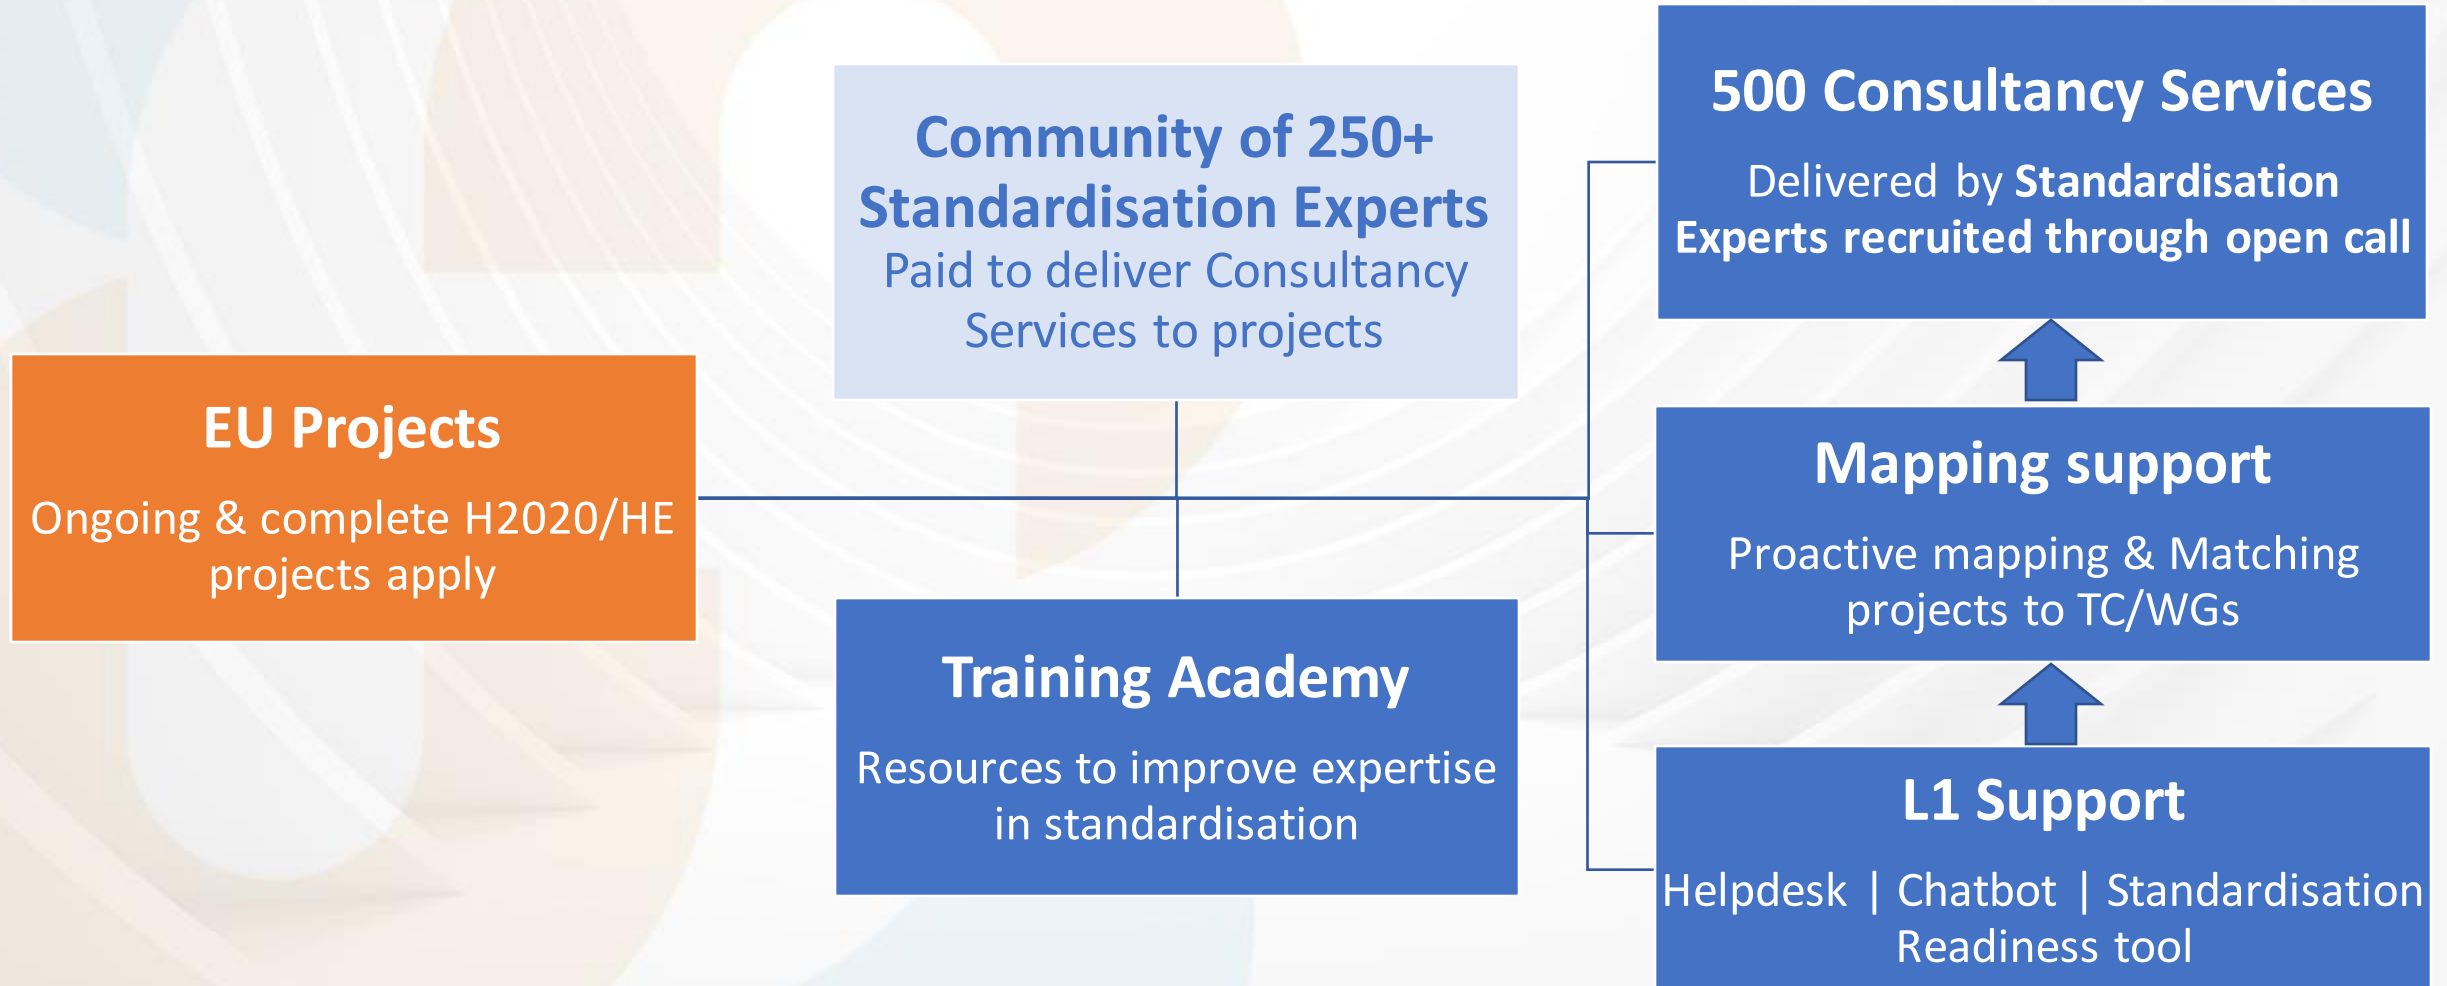 EU Projects
Ongoing & complete H2020/HE
projects apply
Community of 250+
Standardisation Experts
Paid to deliver Consultancy
Services to projects
Training Academy
Resources to improve expertise
in standardisation
500 Consultancy Services
Delivered by Standardisation
Experts recruited through open call
Mapping support
Proactive mapping & Matching
projects to TC/WGs
L1 Support
Helpdesk | Chatbot | Standardisation
Readiness tool